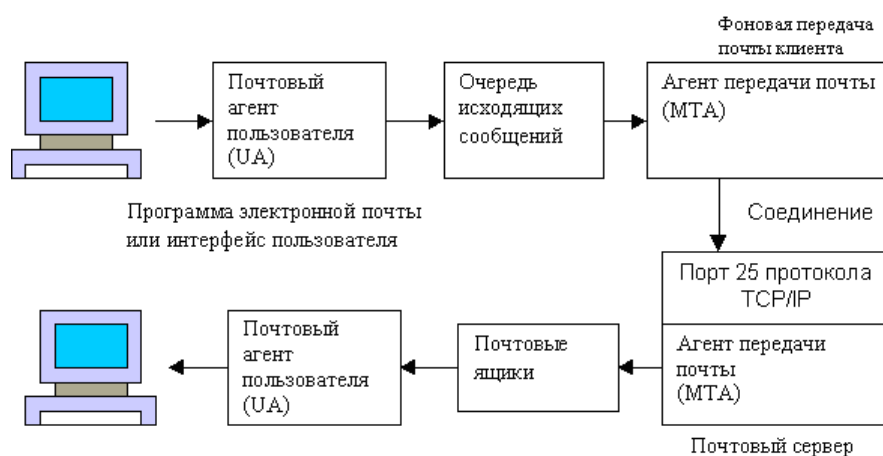 Фоновая передача
почты клиента
Почтовый
агент
пользователя
(UA)
Очередь
исходящих
сообщений
Агент передачи почты
(MTA)
Программа электронной почты
или интерфейс пользователя
Соединение
Порт 25 протокола
TCP/IP
Агент передачи
почты
(MTA)
Почтовый сервер
Почтовые
ящики
Почтовый
агент
пользователя
(UA)